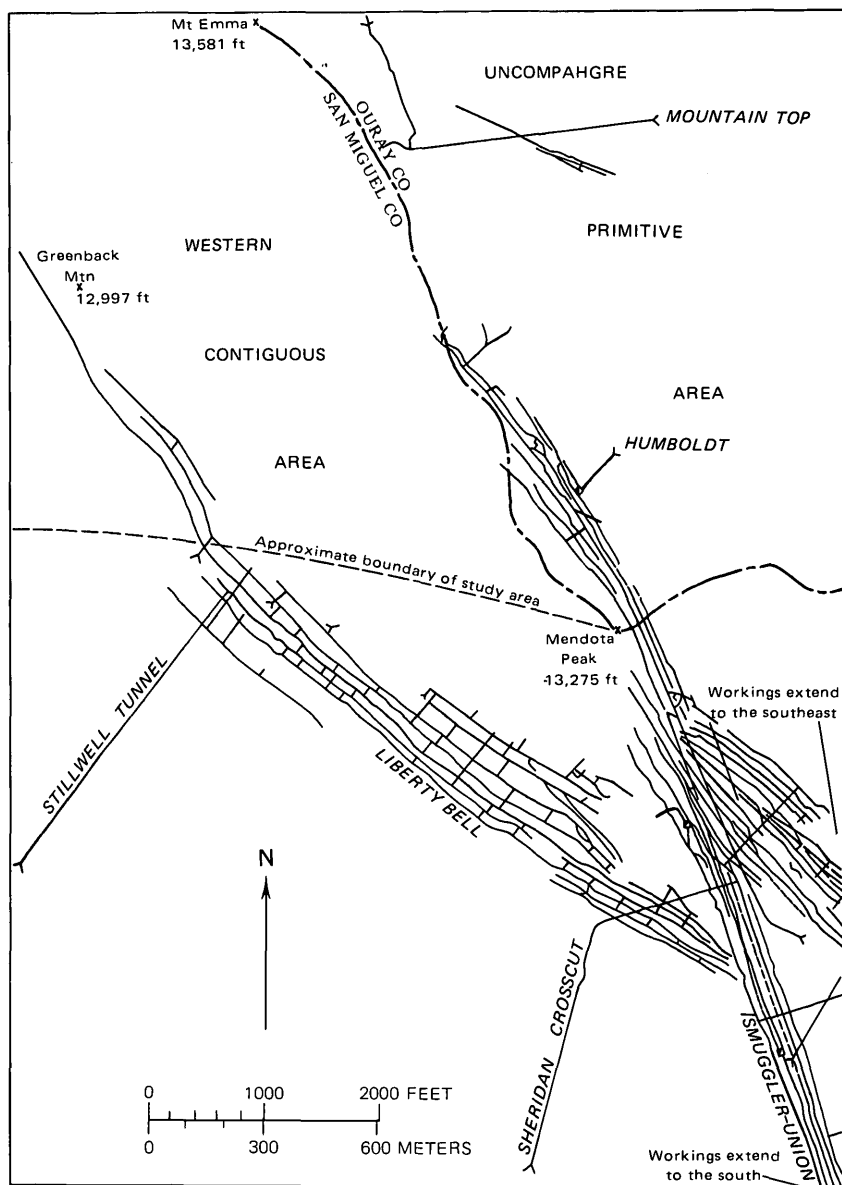 Mt Emma
13,581 ft
UNCOMPAHGRE
MOUNTAIN TOP
OURAY CO
SAN MIGUEL CO
WESTERN
PRIMITIVE
Greenback
Mtn
12,997 ft
CONTIGUOUS
AREA
HUMBOLDT
AREA
Approximate boundary of study area
Mendota
Peak
13,275 ft
Workings extend
to the southeast
STILLWELL TUNNEL
LIBERTY BELL
N
SHERIDAN CROSSCUT
SMUGGLER-UNION
0 1000 2000 FEET
0 300 600 METERS
Workings extend
to the south